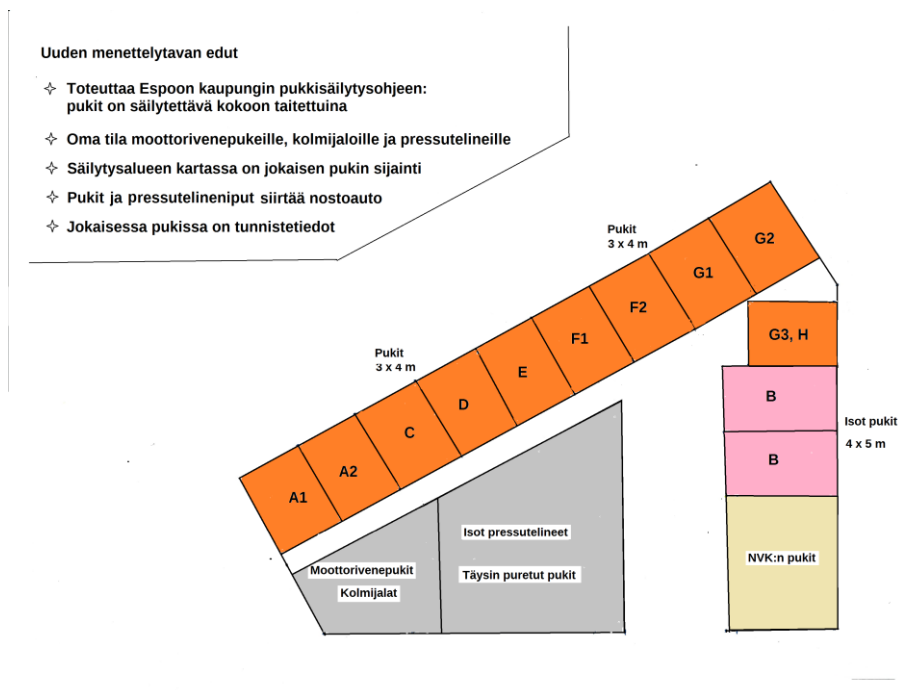 Uuden menettelytavan edut
Toteuttaa Espoon kaupungin pukkisäilytysohjeen:
pukit on säilytettävä kokoon taitettuina
Oma tila moottorivenepukeille, kolmijaloille ja pressutelineille
Säilytysalueen kartassa on jokaisen pukin sijainti
Pukit ja pressutelineniput siirtää nostoauto
Jokaisessa pukissa on tunnistetiedot
Pukit
3 x 4 m
G2
G1
F2
G3, H
F1
Pukit
3 x 4 m
E
D
B
Isot pukit
4 x 5 m
C
B
A2
A1
Isot pressutelineet
NVK:n pukit
Moottorivenepukit
Täysin puretut pukit
Kolmijalat